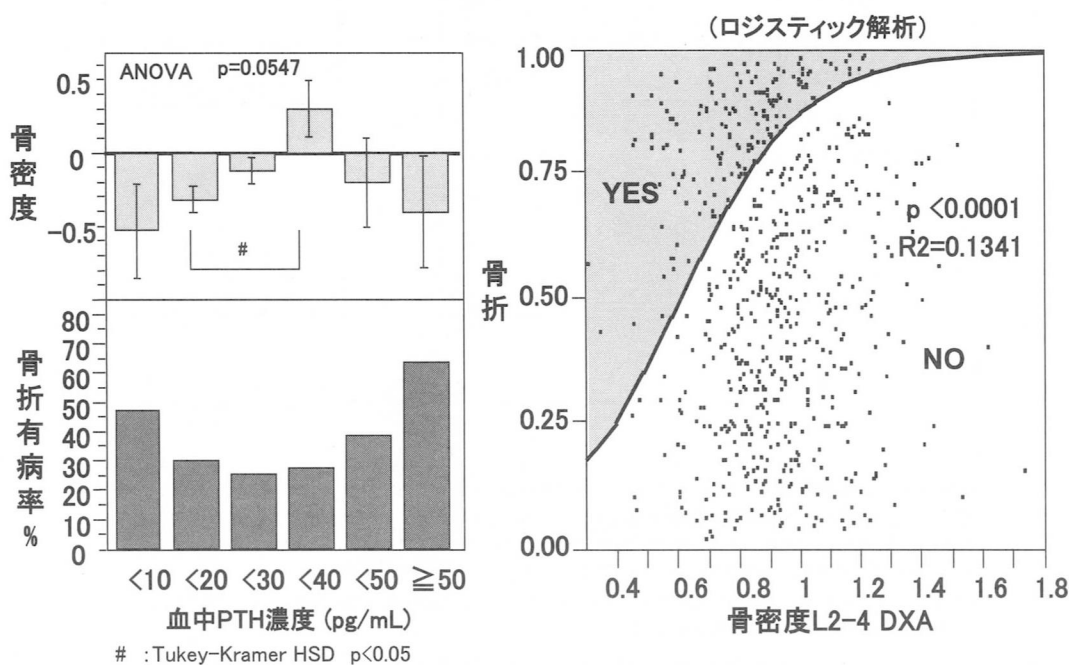 ANOVA p=0.0547
0.5
0
-0.5
骨密度
#
80
70
60
50
40
30
20
10
0
骨折有病率%
<10 <20 <30 <40 <50 ≧50
血中PTH濃度 (pg/mL)
# :Tukey-Kramer HSD p<0.05
(ロジスティック解析)
1.00
0.75
0.50
0.25
0.00
骨折
YES
p <0.0001
R2=0.1341
NO
0.4 0.6 0.8 1.0 1.2 1.4 1.6 1.8
骨密度L2-4 DXA